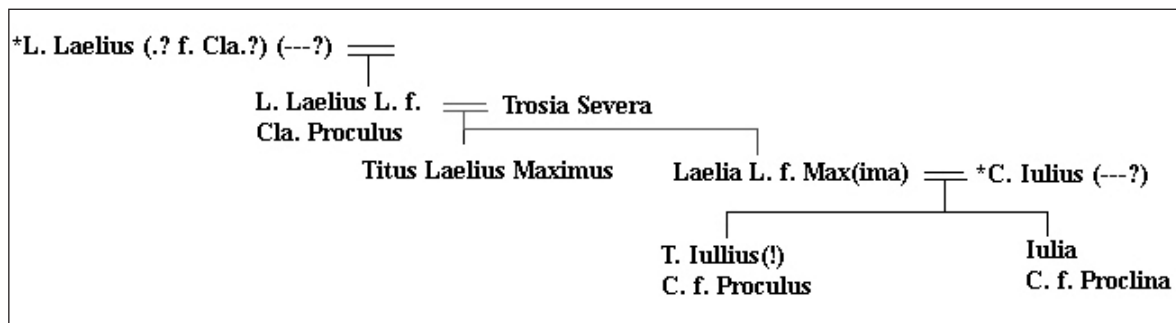 *L. Laelius (.? f. Cla.?) (---?)
L. Laelius L. f.
Cla. Proculus
Trosia Severa
Titus Laelius Maximus
Laelia L. f. Max(ima)
*C. Iulius (---?)
T. Iullius(!)
C. f. Proculus
Iulia
C. f. Proclina